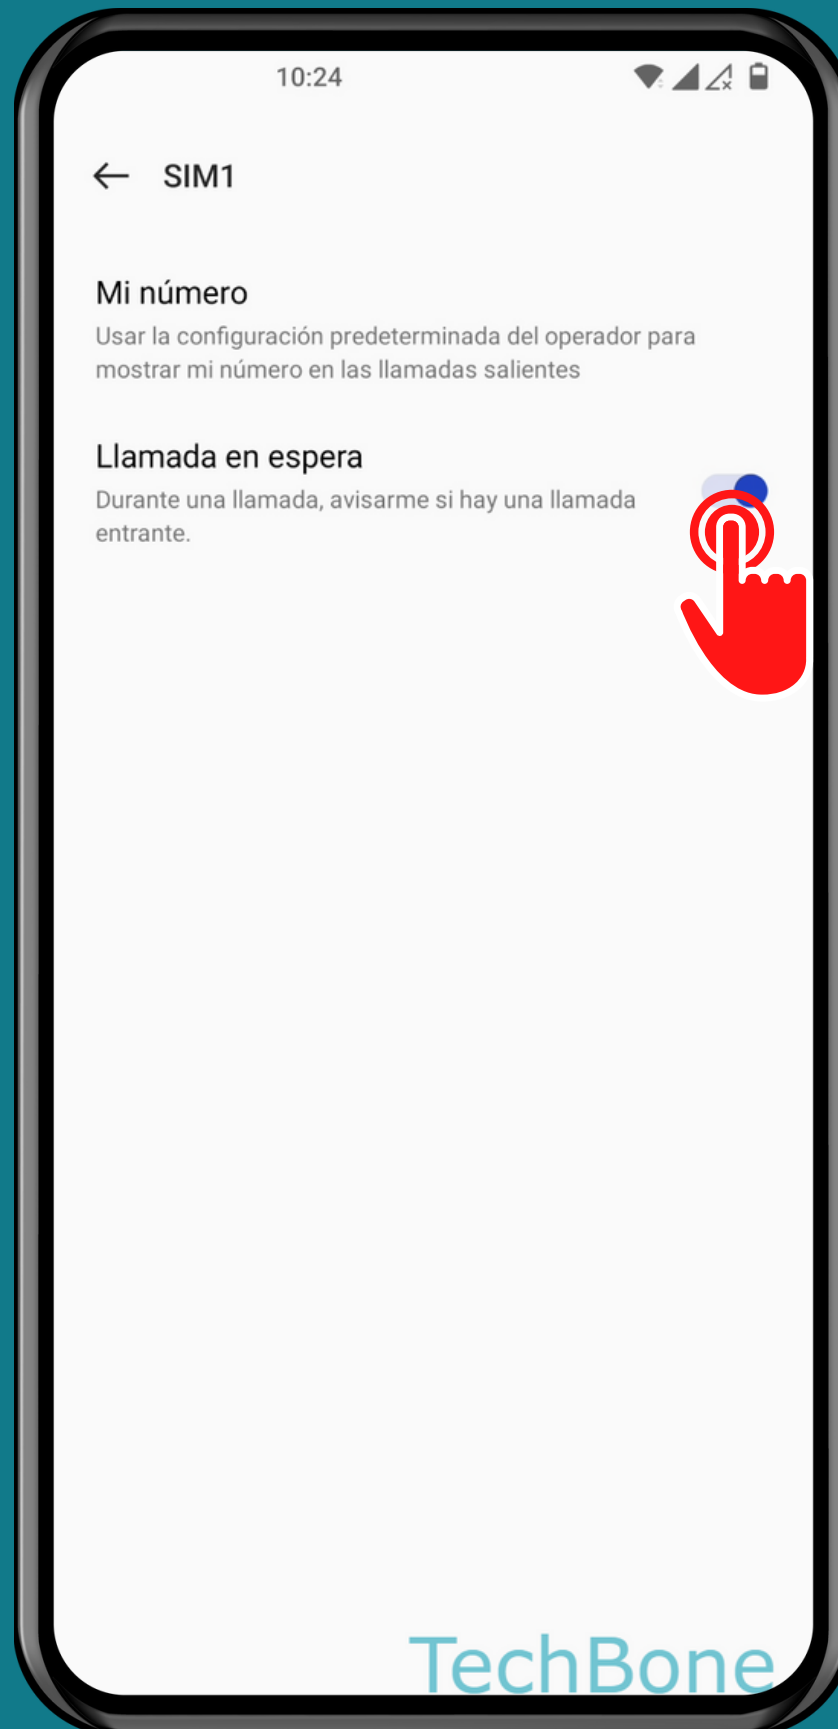 10:24
SIM1
Mi número
Usar la configuración predeterminada del operador para
mostrar mi número en las llamadas salientes
Llamada en espera
Durante una llamada, avisarme si hay una llamada
entrante.
TechBone